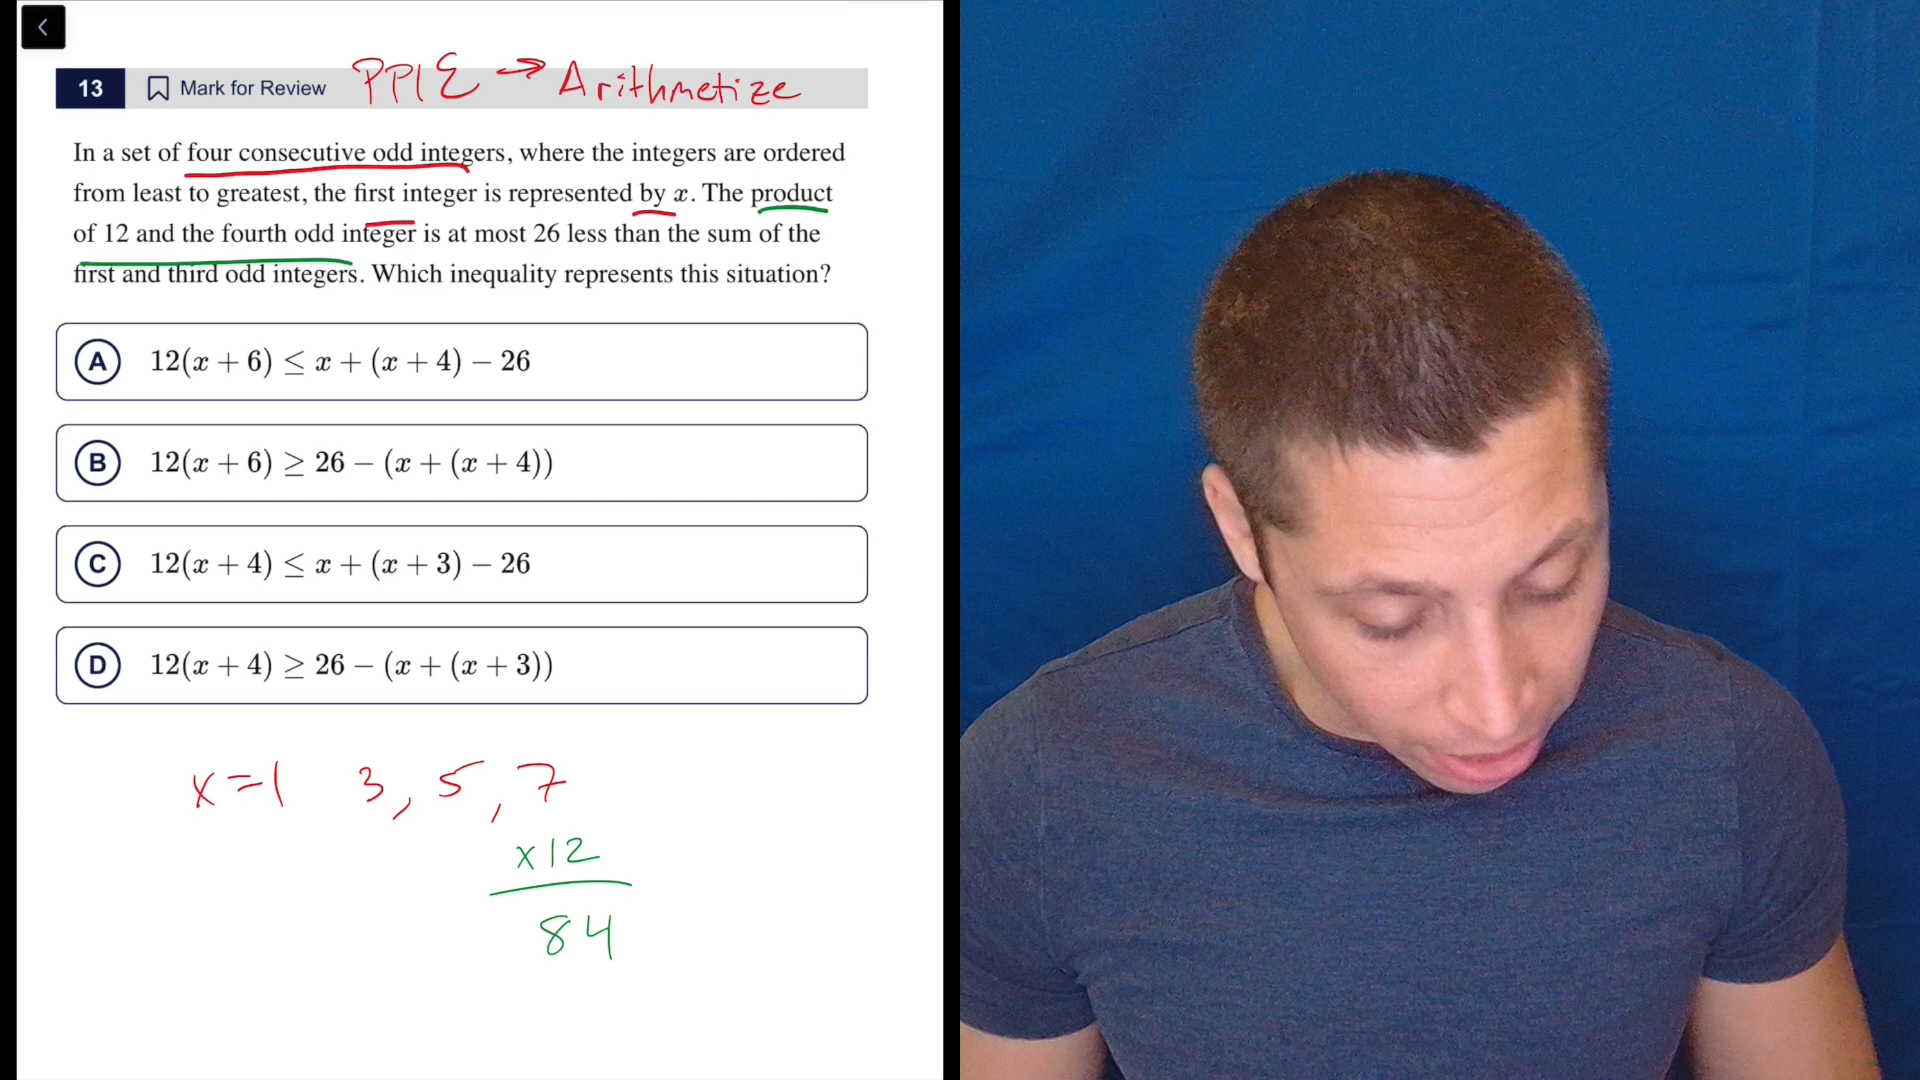 13 Mark for Review PPIE → Arithmetize
In a set of four consecutive odd integers, where the integers are ordered
from least to greatest, the first integer is represented by x. The product
of 12 and the fourth odd integer is at most 26 less than the sum of the
first and third odd integers. Which inequality represents this situation?
A 12(x + 6) ≤ x + (x + 4) − 26
B 12(x + 6) ≥ 26 − (x + (x + 4))
C 12(x + 4) ≤ x + (x + 3) − 26
D 12(x + 4) ≥ 26 − (x + (x + 3))
x=1 3, 5, 7
x12
84